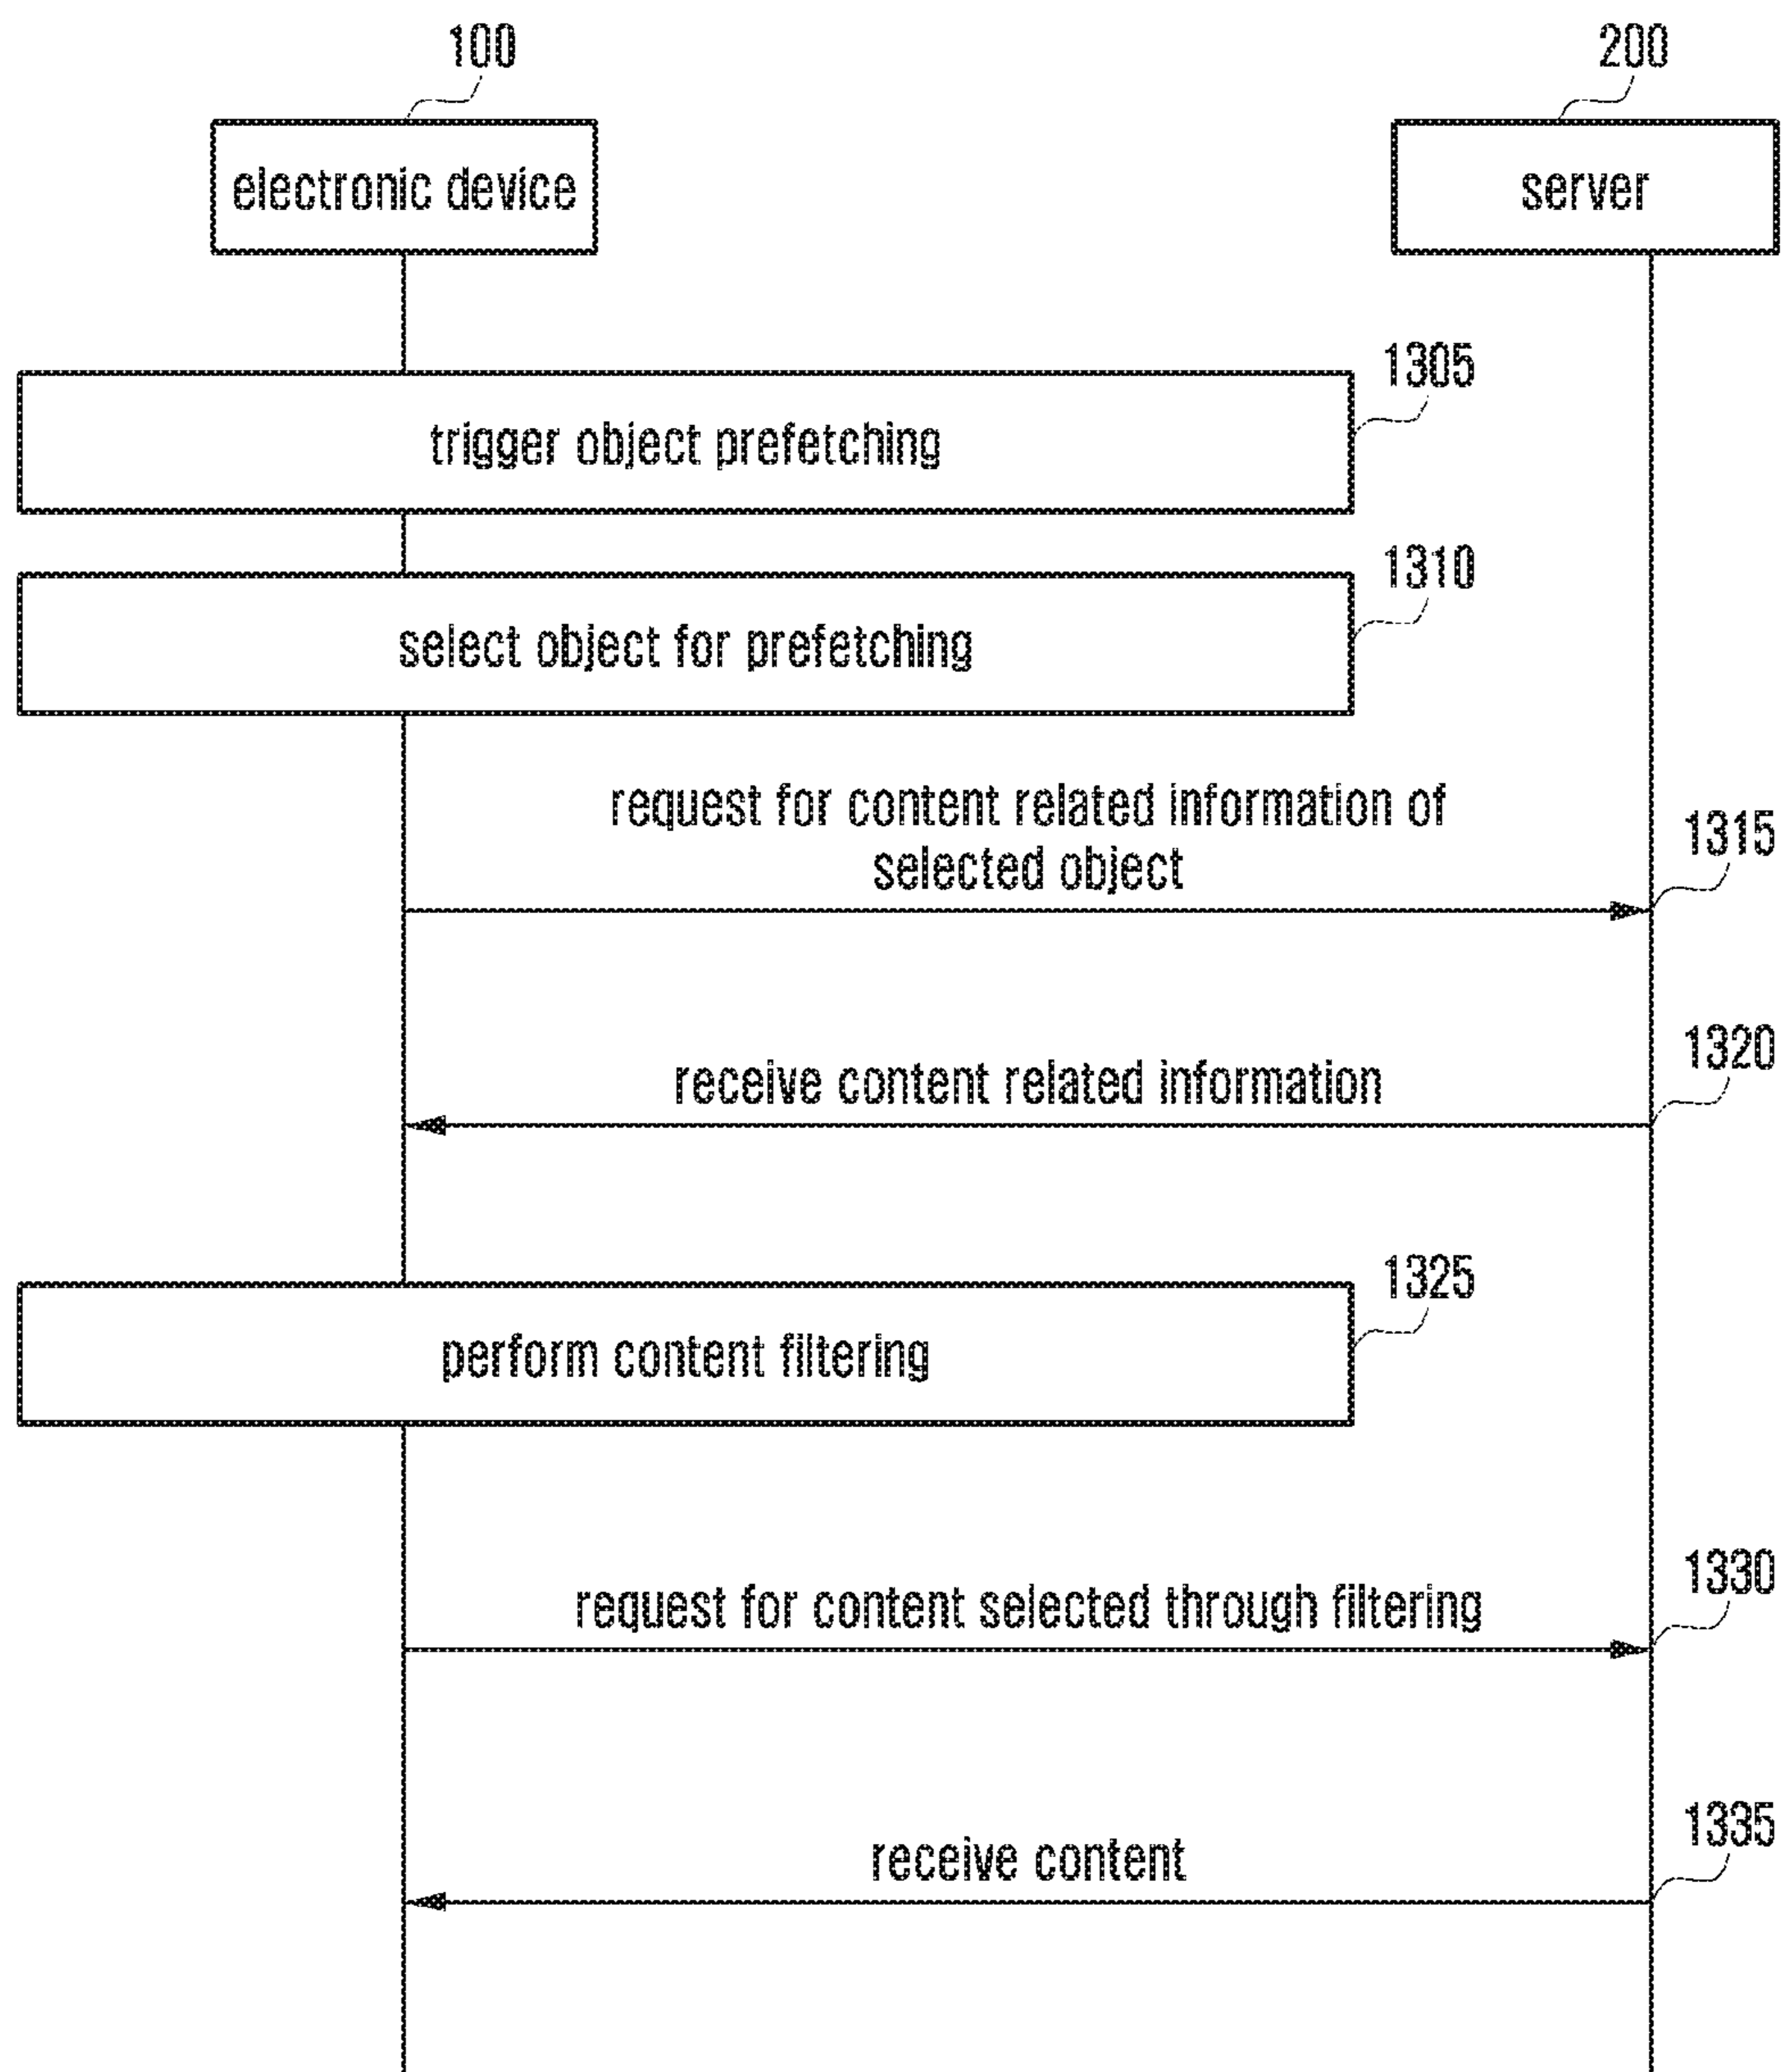 100
200
electronic device
server
1305
trigger object prefetching
1310
select object for prefetching
request for content related information of
selected object
1315
1320
receive content related information
1325
perform content filtering
1330
request for content selected through filtering
1335
receive content